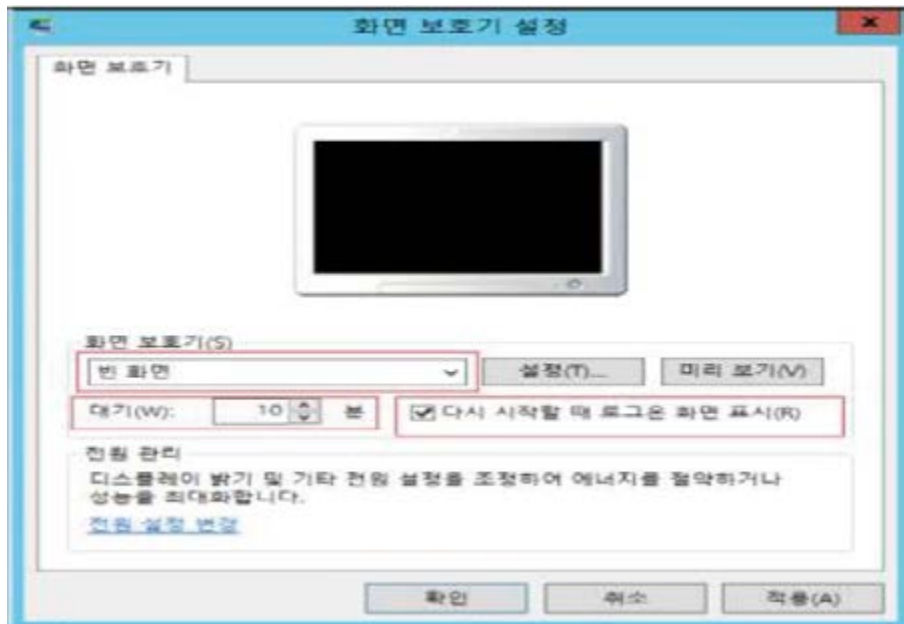 화면 보호기 설정
화면 보호기
화면 보호기(S)
빈 화면
설정(T)...
미리 보기(V)
대기(W): 10 분
다시 시작할 때 로그온 화면 표시(R)
전원 관리
디스플레이 밝기 및 기타 전원 설정을 조정하여 에너지를 절약하거나
성능을 최대화합니다.
전원 설정 변경
확인
취소
적용(A)